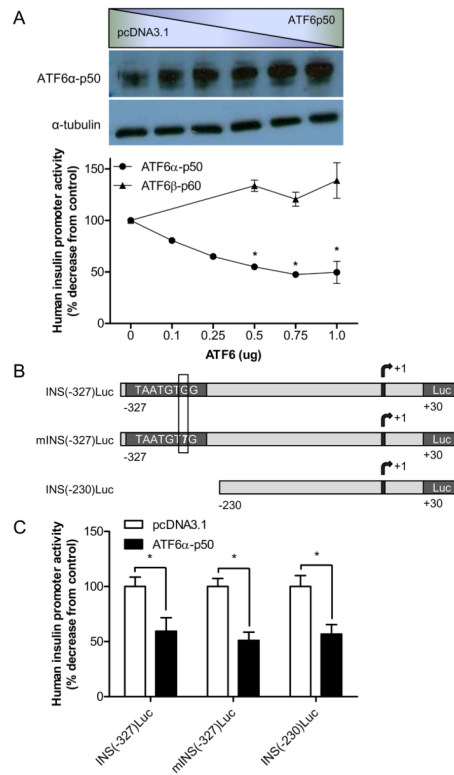 A
pcDNA3.1
ATF6p50
ATF6α-p50
α-tubulin
Human insulin promoter activity
(% decrease from control)
150
100
50
0
ATF6α-p50
ATF6β-p60
*
*
*
0
0.1
0.25
0.5
0.75
1.0
ATF6 (ug)
B
INS(-327)Luc
TAATGTGG
+1
Luc
-327
+30
mINS(-327)Luc
TAATGTTG
+1
Luc
-327
+30
INS(-230)Luc
+1
Luc
-230
+30
C
Human insulin promoter activity
(% decrease from control)
150
100
50
0
pcDNA3.1
ATF6α-p50
*
*
*
INS(-327)Luc
mINS(-327)Luc
INS(-230)Luc